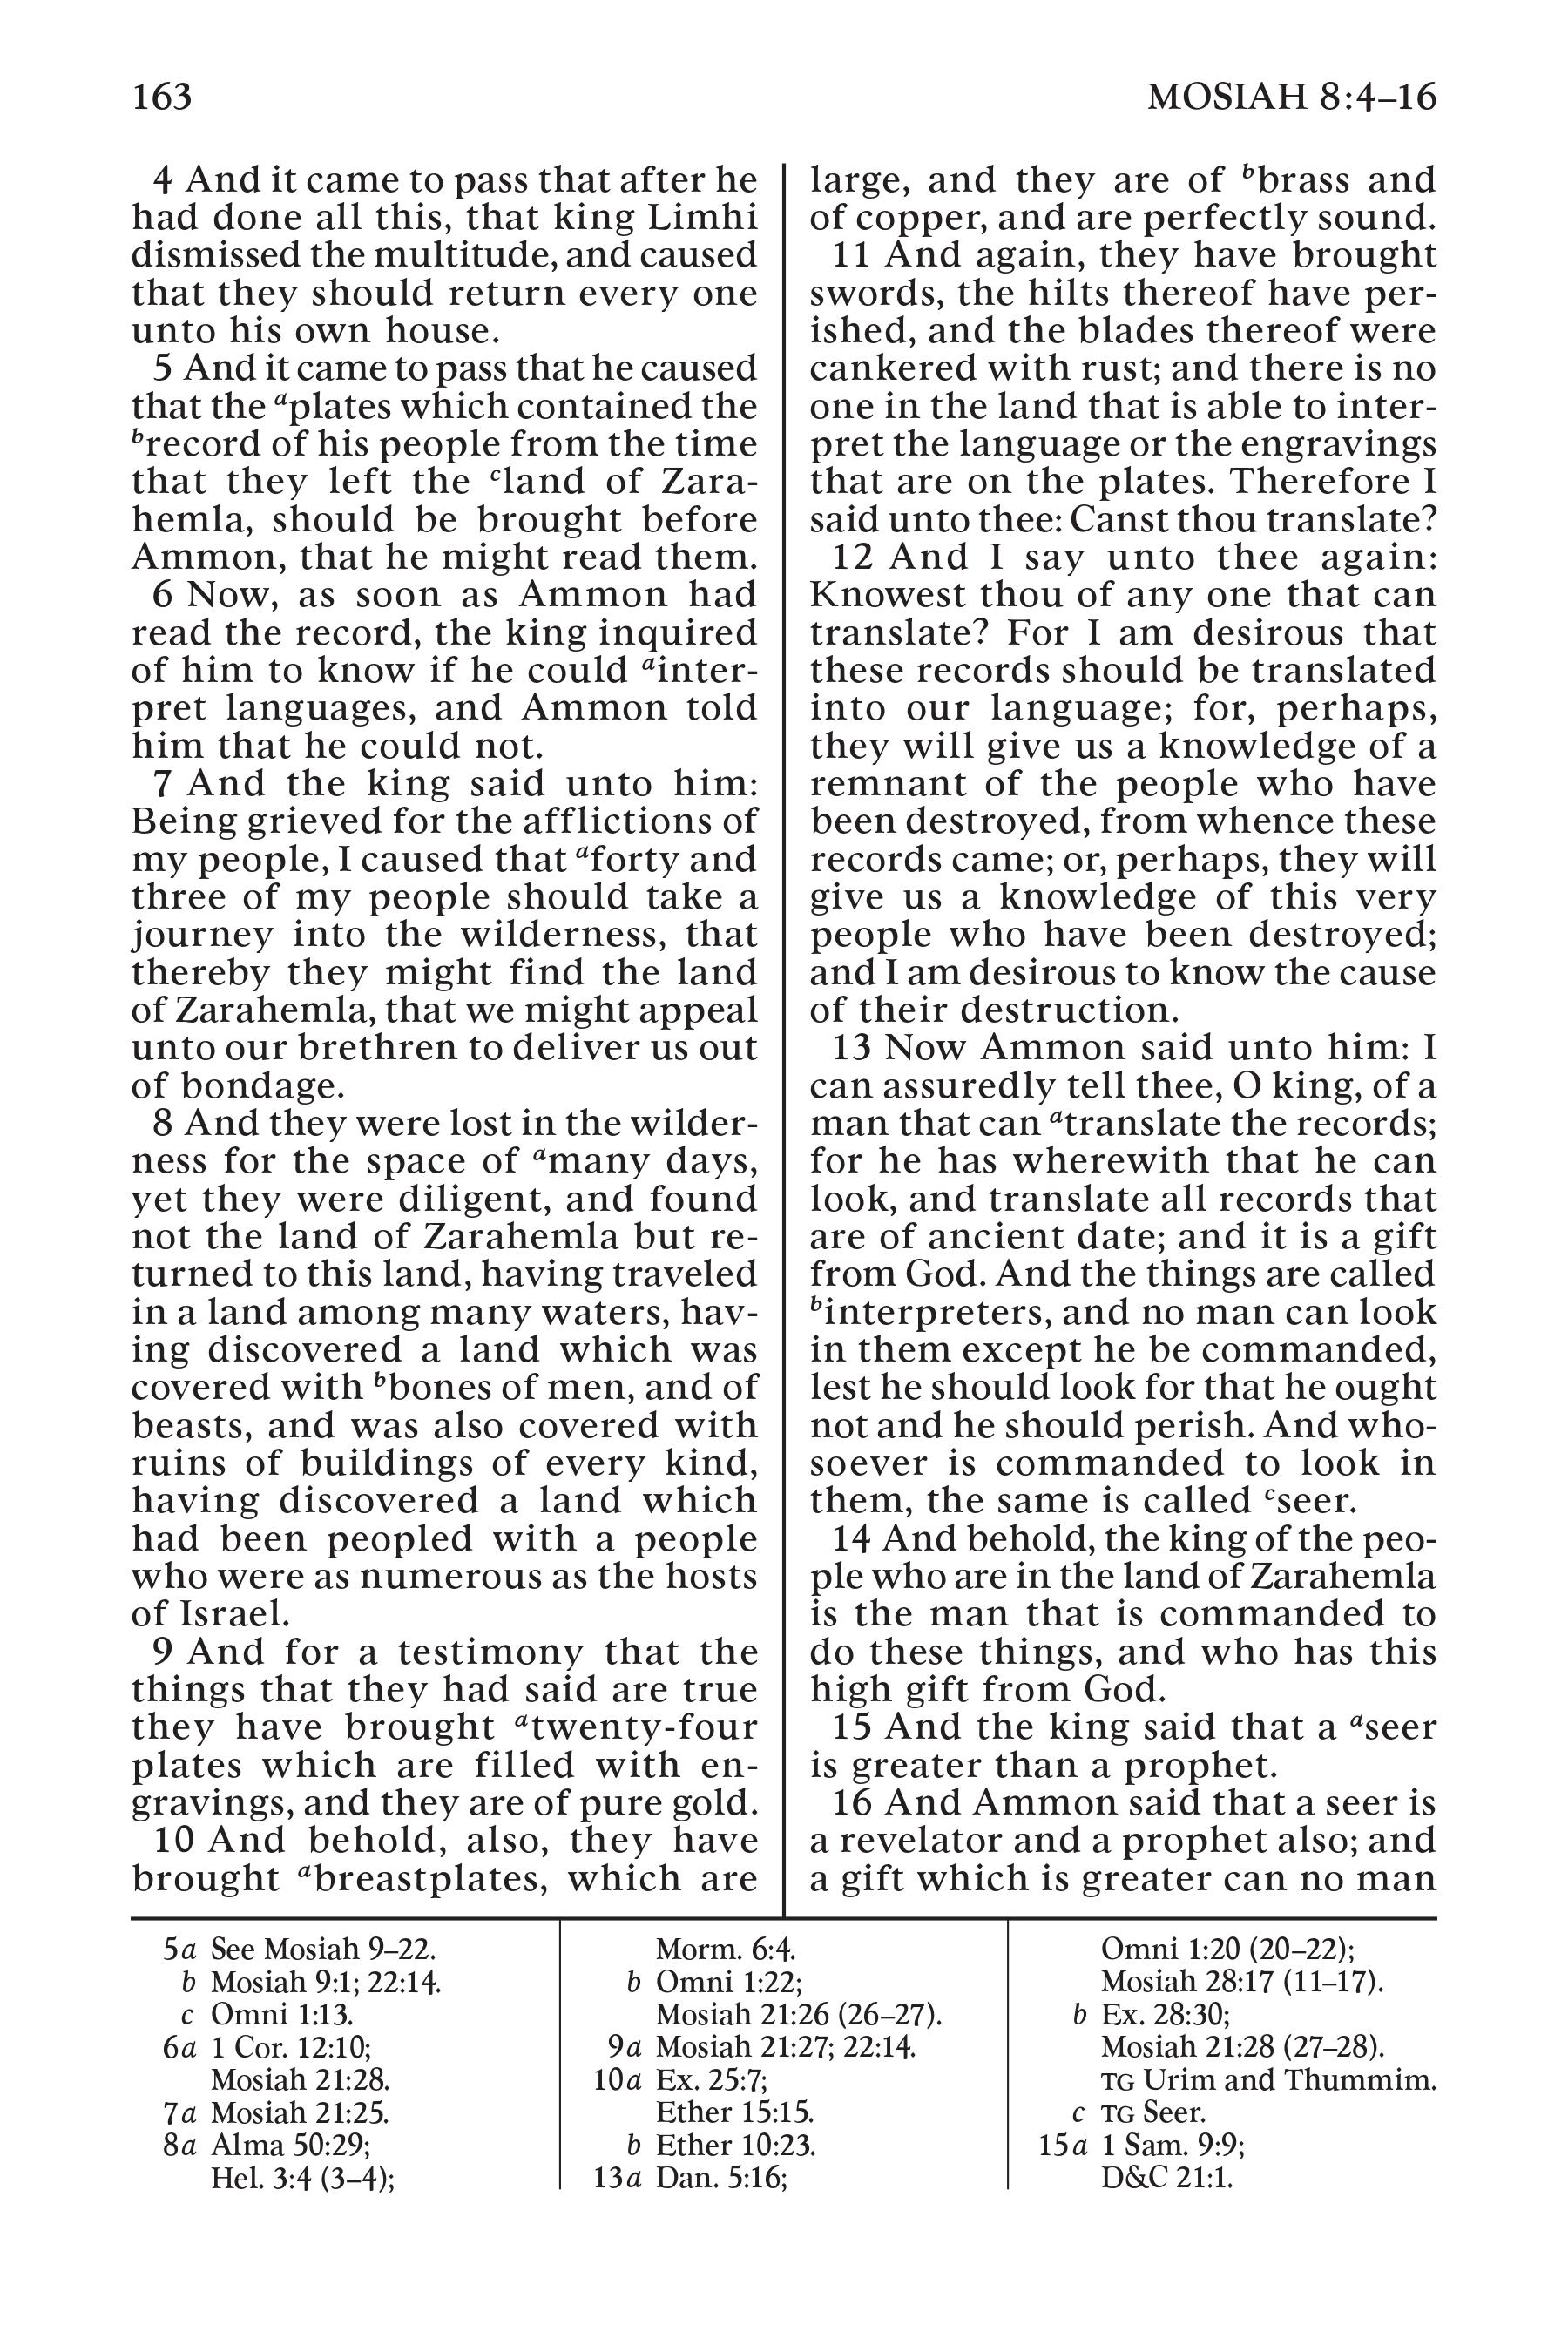 163
MOSIAH 8:4–16
4 And it came to pass that after he
had done all this, that king Limhi
dismissed the multitude, and caused
that they should return every one
unto his own house.
5 And it came to pass that he caused
that the aplates which contained the
brecord of his people from the time
that they left the cland of Zara-
hemla, should be brought before
Ammon, that he might read them.
6 Now, as soon as Ammon had
read the record, the king inquired
of him to know if he could ainter-
pret languages, and Ammon told
him that he could not.
7 And the king said unto him:
Being grieved for the afflictions of
my people, I caused that aforty and
three of my people should take a
journey into the wilderness, that
thereby they might find the land
of Zarahemla, that we might appeal
unto our brethren to deliver us out
of bondage.
8 And they were lost in the wilder-
ness for the space of amany days,
yet they were diligent, and found
not the land of Zarahemla but re-
turned to this land, having traveled
in a land among many waters, hav-
ing discovered a land which was
covered with bbones of men, and of
beasts, and was also covered with
ruins of buildings of every kind,
having discovered a land which
had been peopled with a people
who were as numerous as the hosts
of Israel.
9 And for a testimony that the
things that they had said are true
they have brought atwenty-four
plates which are filled with en-
gravings, and they are of pure gold.
10 And behold, also, they have
brought abreastplates, which are
large, and they are of bbrass and
of copper, and are perfectly sound.
11 And again, they have brought
swords, the hilts thereof have per-
ished, and the blades thereof were
cankered with rust; and there is no
one in the land that is able to inter-
pret the language or the engravings
that are on the plates. Therefore I
said unto thee: Canst thou translate?
12 And I say unto thee again:
Knowest thou of any one that can
translate? For I am desirous that
these records should be translated
into our language; for, perhaps,
they will give us a knowledge of a
remnant of the people who have
been destroyed, from whence these
records came; or, perhaps, they will
give us a knowledge of this very
people who have been destroyed;
and I am desirous to know the cause
of their destruction.
13 Now Ammon said unto him: I
can assuredly tell thee, O king, of a
man that can atranslate the records;
for he has wherewith that he can
look, and translate all records that
are of ancient date; and it is a gift
from God. And the things are called
binterpreters, and no man can look
in them except he be commanded,
lest he should look for that he ought
not and he should perish. And who-
soever is commanded to look in
them, the same is called cseer.
14 And behold, the king of the peo-
ple who are in the land of Zarahemla
is the man that is commanded to
do these things, and who has this
high gift from God.
15 And the king said that a aseer
is greater than a prophet.
16 And Ammon said that a seer is
a revelator and a prophet also; and
a gift which is greater can no man
5a See Mosiah 9–22.
b Mosiah 9:1; 22:14.
c Omni 1:13.
6a 1 Cor. 12:10;
Mosiah 21:28.
7a Mosiah 21:25.
8a Alma 50:29;
Hel. 3:4 (3–4);
Morm. 6:4.
b Omni 1:22;
Mosiah 21:26 (26–27).
9a Mosiah 21:27; 22:14.
10a Ex. 25:7;
Ether 15:15.
b Ether 10:23.
13a Dan. 5:16;
Omni 1:20 (20–22);
Mosiah 28:17 (11–17).
b Ex. 28:30;
Mosiah 21:28 (27–28).
TG Urim and Thummim.
c TG Seer.
15a 1 Sam. 9:9;
D&C 21:1.